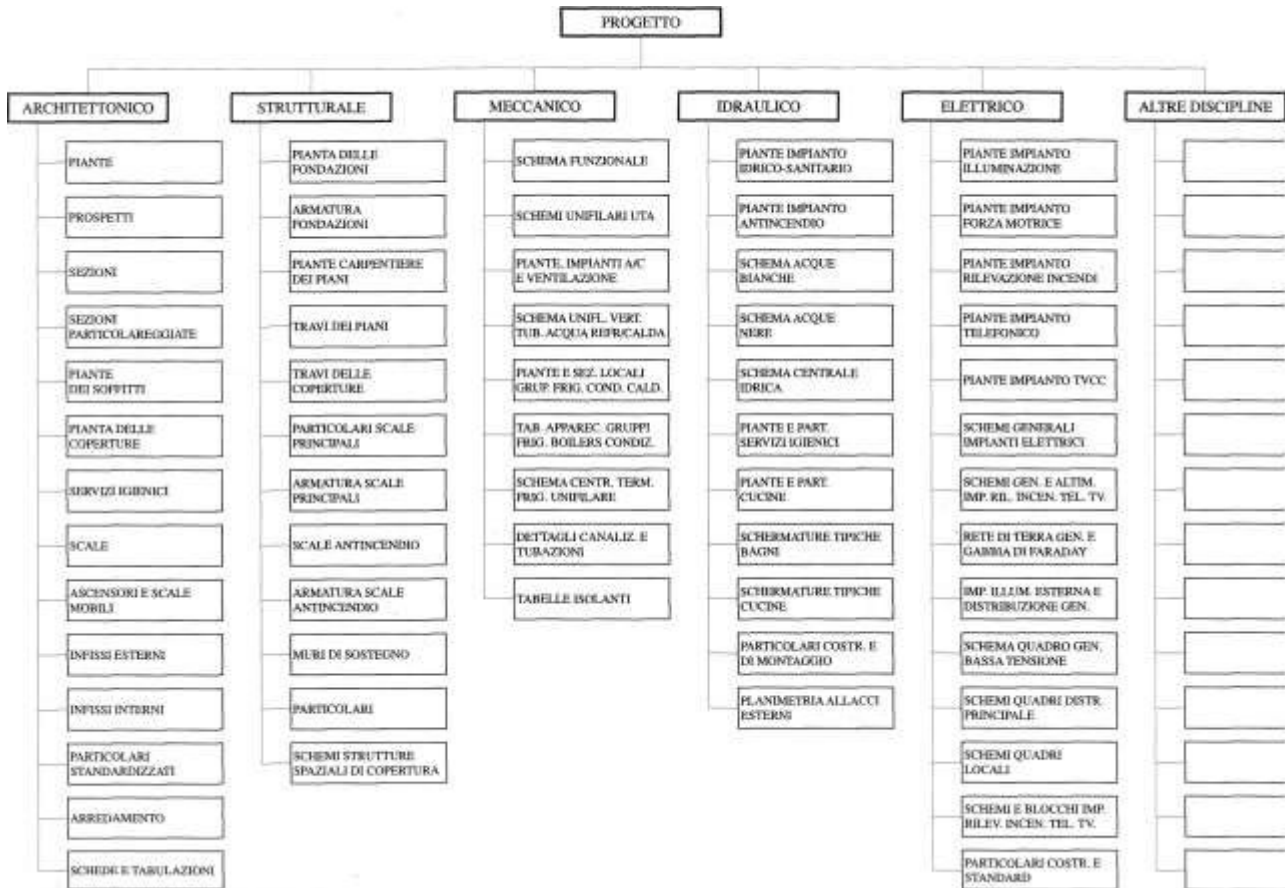 PROGETTO
ARCHITETTONICO
PIANTE
PROSPETTI
SEZIONI
SEZIONI
PARTICOLAREGGIATE
PIANTE
DEI SOFFITTI
PIANTA DELLE
COPERTURE
SERVIZI IGIENICI
SCALE
ASCENSORI E SCALE
MOBILI
INFISSI ESTERNI
INFISSI INTERNI
PARTICOLARI
STANDARDIZZATI
ARREDAMENTO
SCHEDE E TABULAZIONI
STRUTTURALE
PIANTA DELLE
FONDAZIONI
ARMATURA
FONDAZIONI
PIANTE CARPENTIERE
DEI PIANI
TRAVI DEI PIANI
TRAVI DELLE
COPERTURE
PARTICOLARI SCALE
PRINCIPALI
ARMATURA SCALE
PRINCIPALI
SCALE ANTINCENDIO
ARMATURA SCALE
ANTINCENDIO
MURI DI SOSTEGNO
PARTICOLARI
SCHEMI STRUTTURE
SPAZIALI DI COPERTURA
MECCANICO
SCHEMA FUNZIONALE
SCHEMI UNIFILARI UTA
PIANTE, IMPIANTI A/C
E VENTILAZIONE
SCHEMA UNIFL. VERT.
TUB. ACQUA REFR/CALDA
PIANTE E SEZ. LOCALI
GRUP. FRIG. COND. CALD.
TAB. APPAREC. GRUPPI
FRIG. BOILERS CONDIZ.
SCHEMA CENTR. TERM.
FRIG. UNIFILARE
DETTAGLI CANALIZ. E
TUBAZIONI
TABELLE ISOLANTI
IDRAULICO
PIANTE IMPIANTO
IDRICO-SANITARIO
PIANTE IMPIANTO
ANTINCENDIO
SCHEMA ACQUE
BIANCHE
SCHEMA ACQUE
NERE
SCHEMA CENTRALE
IDRICA
PIANTE E PART.
SERVIZI IGIENICI
PIANTE E PART.
CUCINE
SCHERMATURE TIPICHE
BAGNI
SCHERMATURE TIPICHE
CUCINE
PARTICOLARI COSTR. E
DI MONTAGGIO
PLANIMETRIA ALLACCI
ESTERNI
ELETTRICO
PIANTE IMPIANTO
ILLUMINAZIONE
PIANTE IMPIANTO
FORZA MOTRICE
PIANTE IMPIANTO
RILEVAZIONE INCENDI
PIANTE IMPIANTO
TELEFONICO
PIANTE IMPIANTO TVCC
SCHEMI GENERALI
IMPIANTI ELETTRICI
SCHEMI GEN. E ALTIM.
IMP. RIL. INCEN. TEL. TV.
RETE DI TERRA GEN. E
GABBIA DI FARADAY
IMP. ILLUM. ESTERNA E
DISTRIBUZIONE GEN.
SCHEMA QUADRO GEN.
BASSA TENSIONE
SCHEMI QUADRI DISTR.
PRINCIPALE
SCHEMI QUADRI
LOCALI
SCHEMI E BLOCCHI IMP.
RILEV. INCEN. TEL. TV.
PARTICOLARI COSTR. E
STANDARD
ALTRE DISCIPLINE